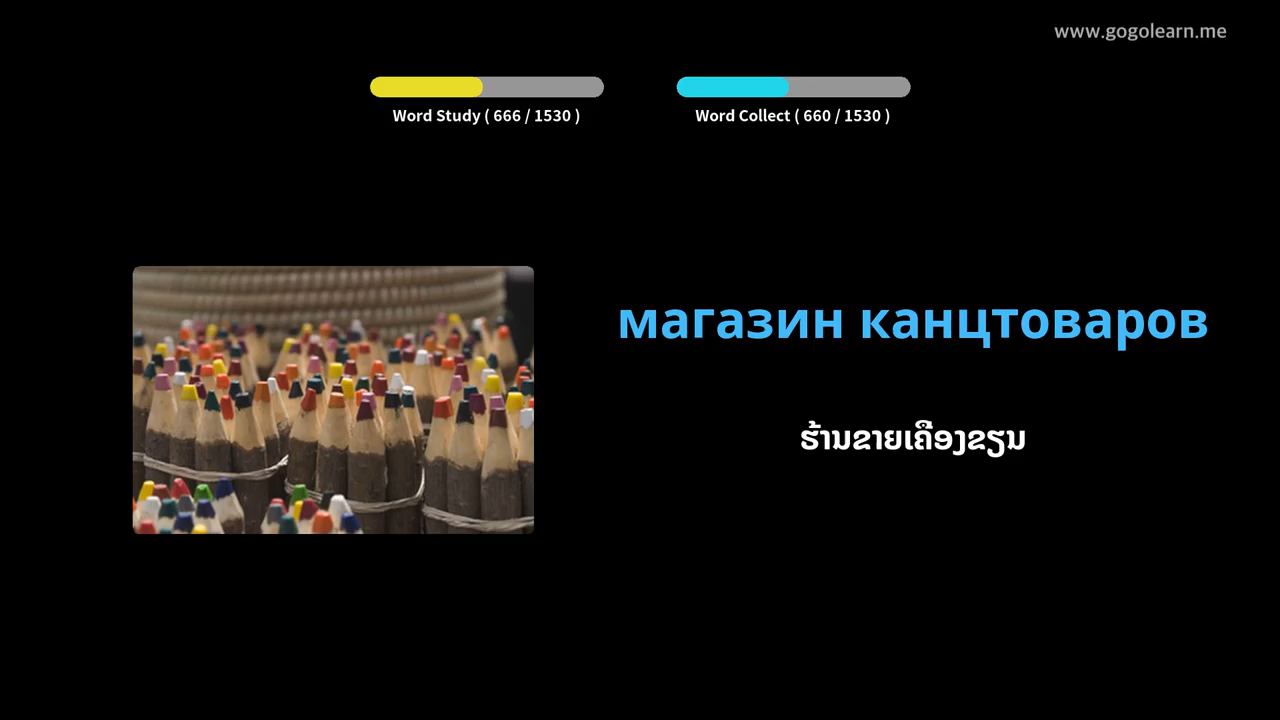 www.gogolearn.me
Word Study ( 666 / 1530 )
Word Collect ( 660 / 1530 )
магазин канцтоваров
ຮ້ານຂາຍເຄືອງຂຽນ